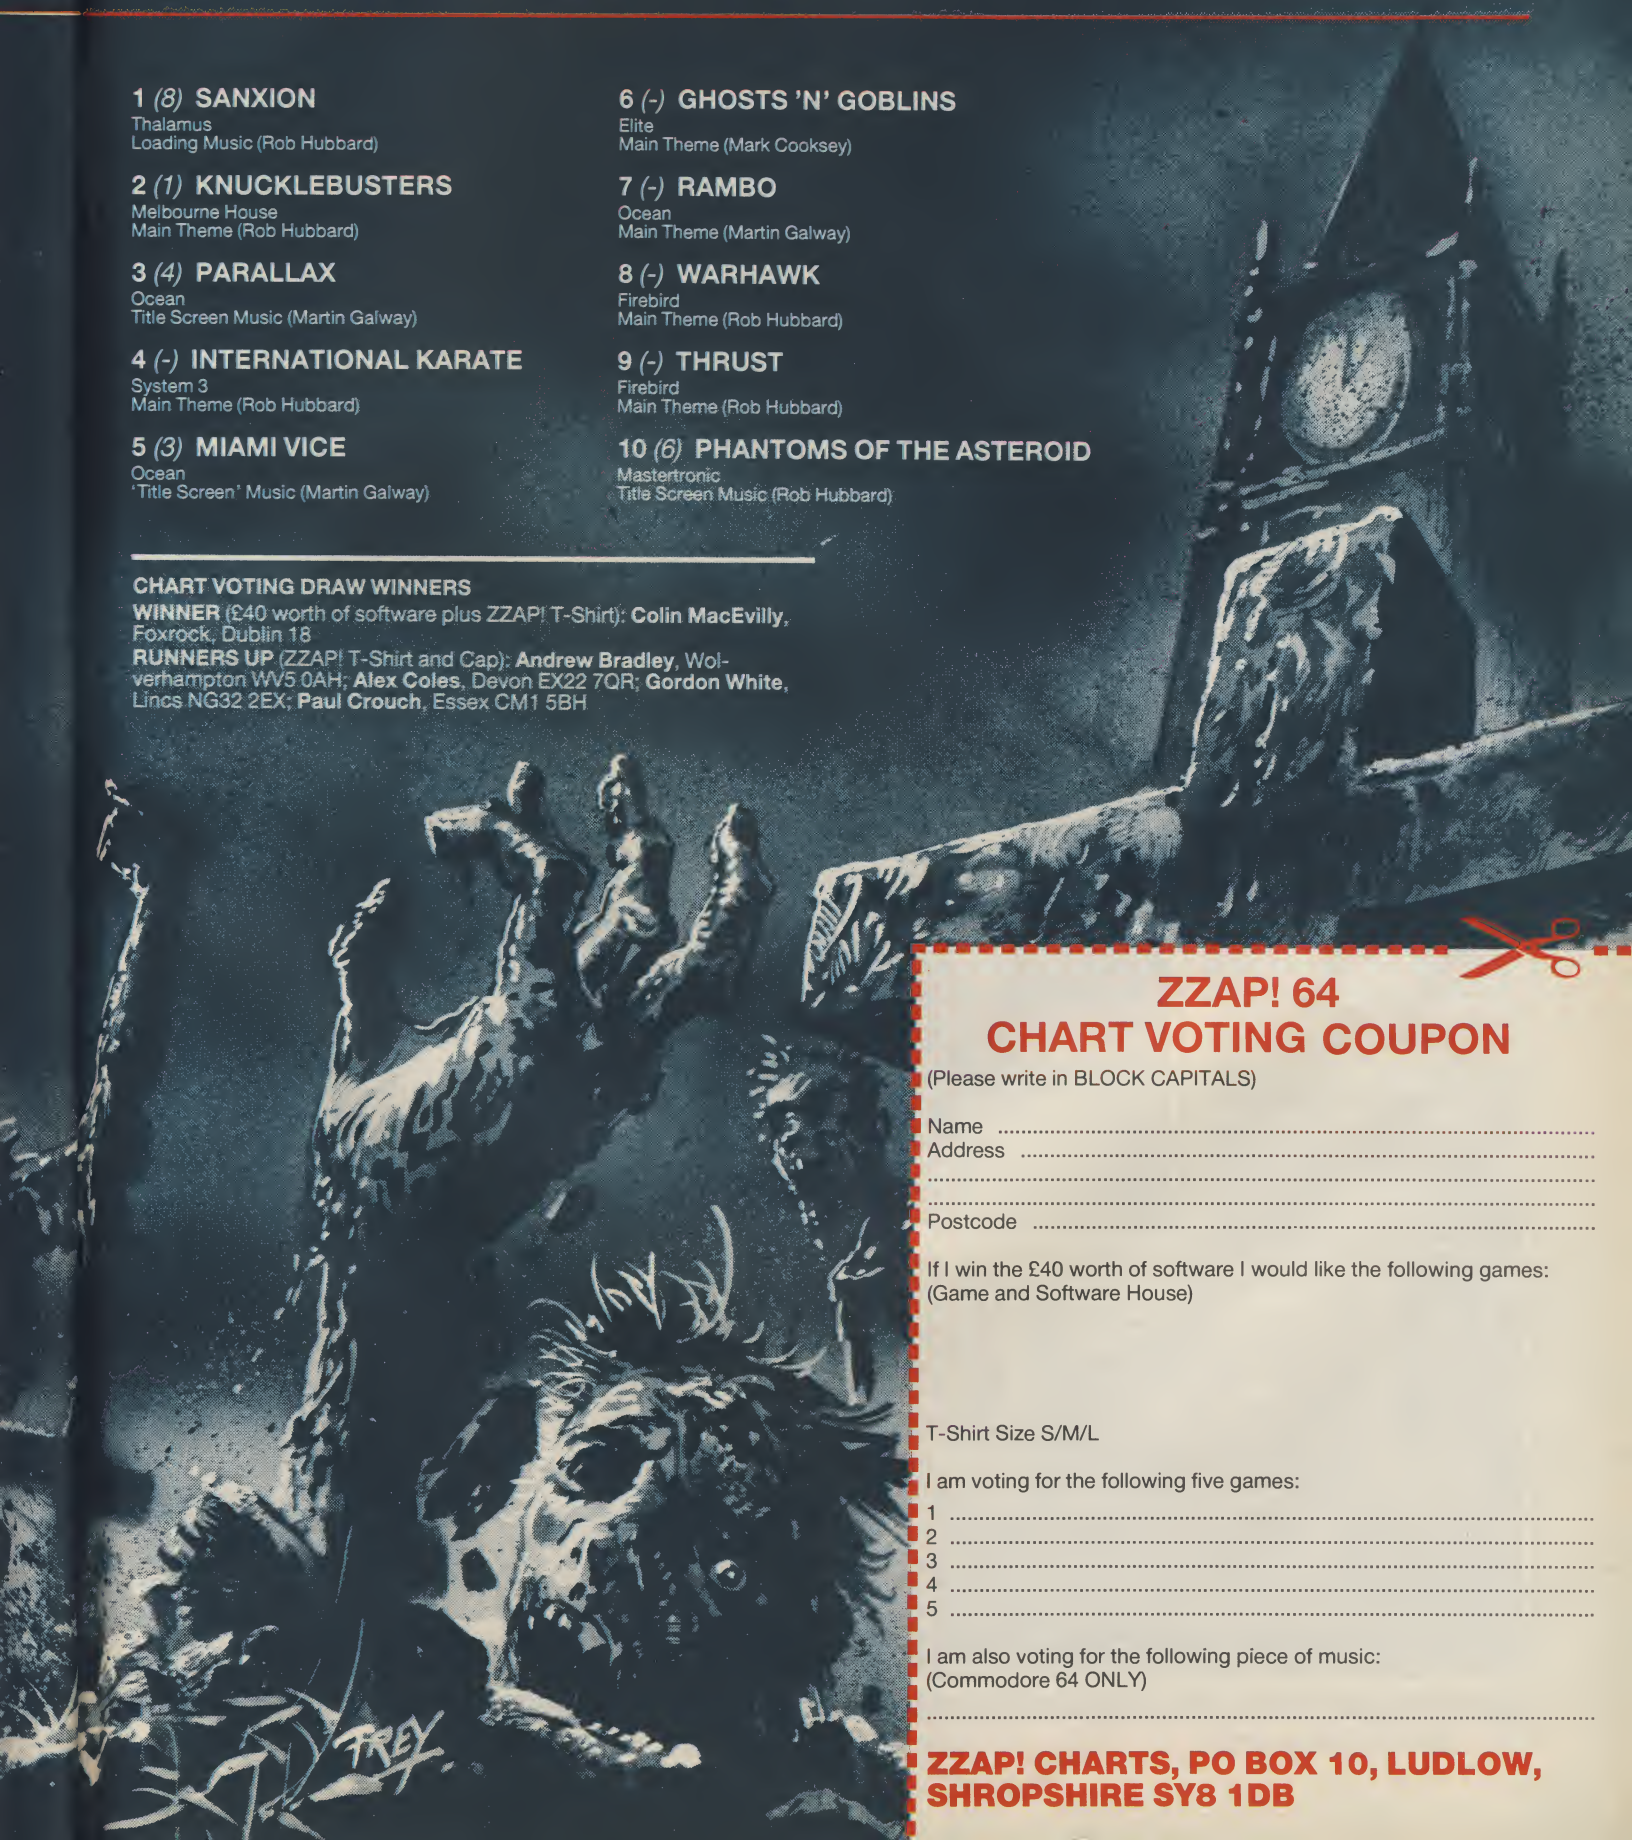 1 (8) SANXION
Thalamus
Loading Music (Rob Hubbard)
2 (1) KNUCKLEBUSTERS
Melbourne House
Main Theme (Rob Hubbard)
3 (4) PARALLAX
Ocean
Title Screen Music (Martin Galway)
4 (-) INTERNATIONAL KARATE
System 3
Main Theme (Rob Hubbard)
5 (3) MIAMI VICE
Ocean
'Title Screen' Music (Martin Galway)
6 (-) GHOSTS 'N' GOBLINS
Elite
Main Theme (Mark Cooksey)
7 (-) RAMBO
Ocean
Main Theme (Martin Galway)
8 (-) WARHAWK
Firebird
Main Theme (Rob Hubbard)
9 (-) THRUST
Firebird
Main Theme (Rob Hubbard)
10 (6) PHANTOMS OF THE ASTEROID
Mastertronic
Title Screen Music (Rob Hubbard)
CHART VOTING DRAW WINNERS
WINNER (£40 worth of software plus ZZAP! T-Shirt): Colin MacEvilly,
Foxrock, Dublin 18
RUNNERS UP (ZZAP! T-Shirt and Cap): Andrew Bradley, Wol-
verhampton WV5 0AH; Alex Coles, Devon EX22 7QR; Gordon White,
Lincs NG32 2EX; Paul Crouch, Essex CM1 5BH
FREY
ZZAP! 64
CHART VOTING COUPON
(Please write in BLOCK CAPITALS)
Name
Address
Postcode
If I win the £40 worth of software I would like the following games:
(Game and Software House)
T-Shirt Size S/M/L
I am voting for the following five games:
1
2
3
4
5
I am also voting for the following piece of music:
(Commodore 64 ONLY)
ZZAP! CHARTS, PO BOX 10, LUDLOW,
SHROPSHIRE SY8 1DB